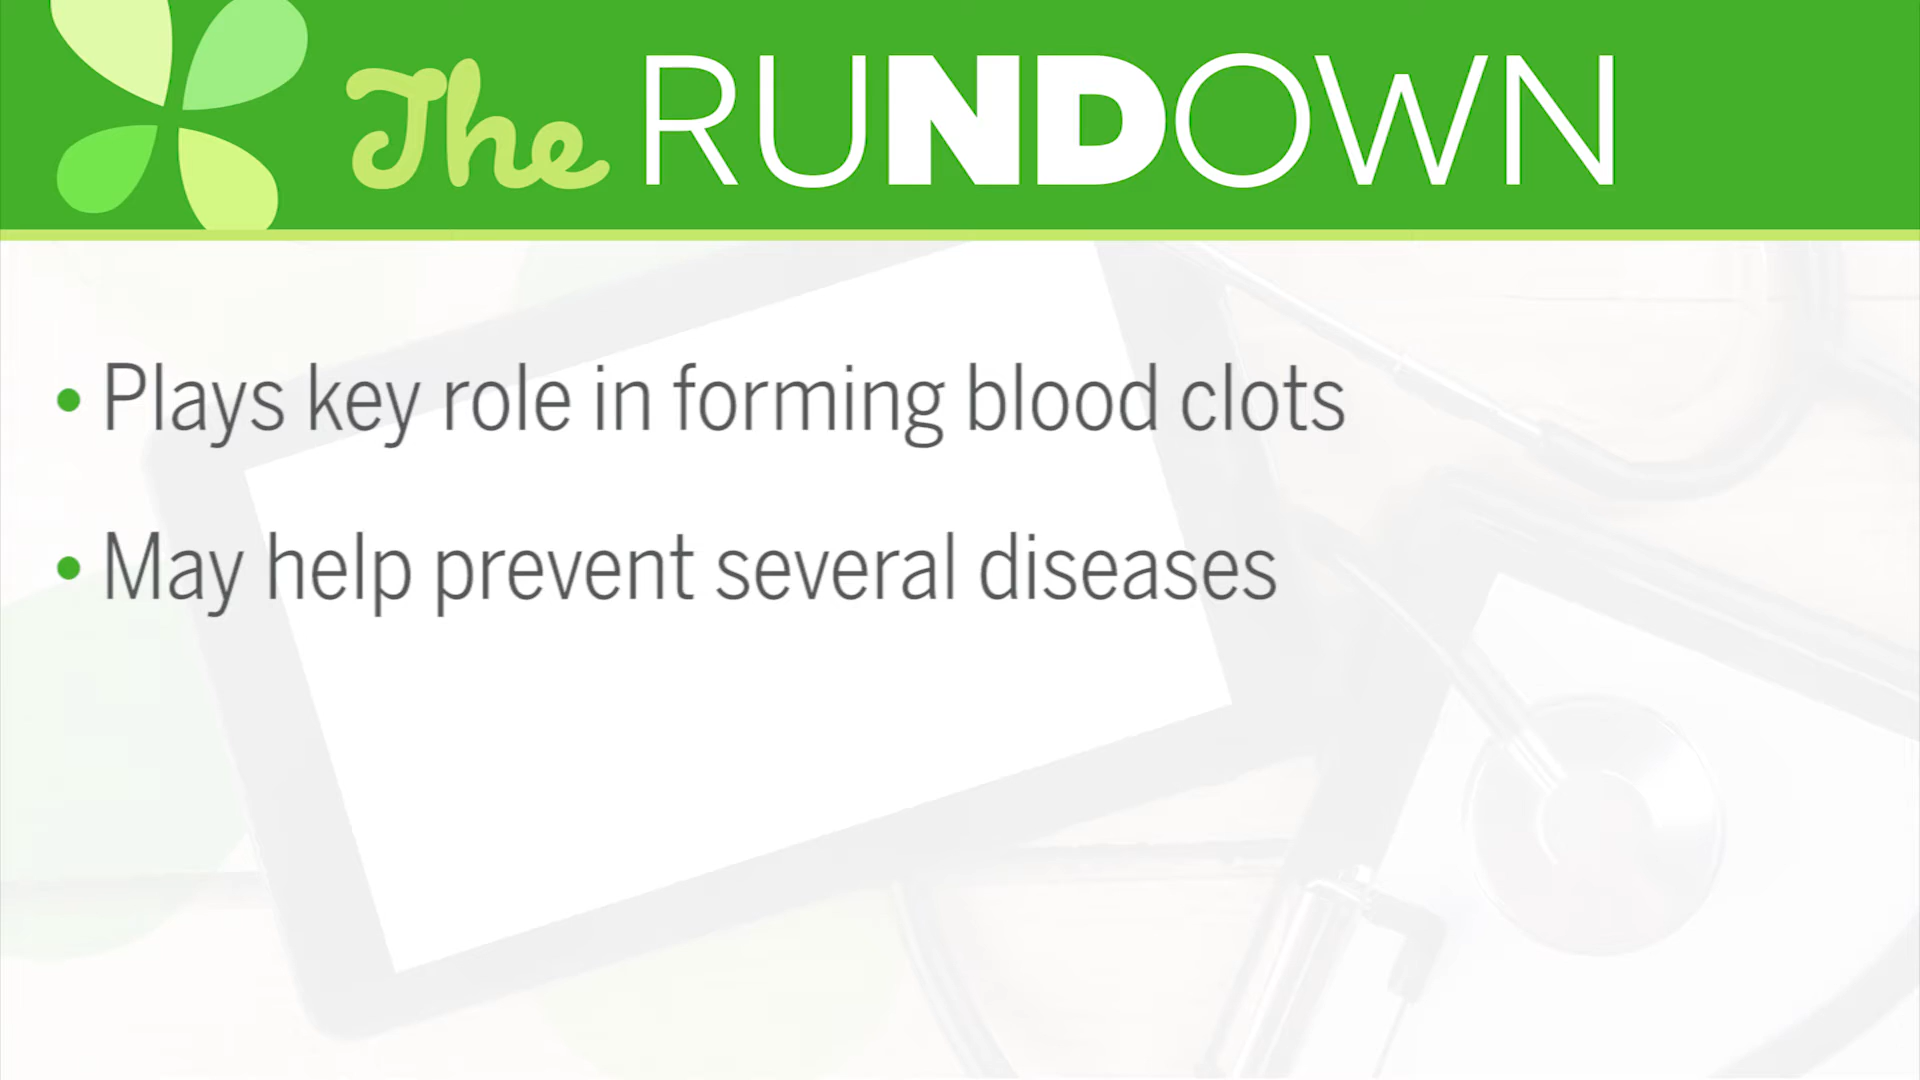 The RUNDOWN
• Plays key role in forming blood clots
• May help prevent several diseases